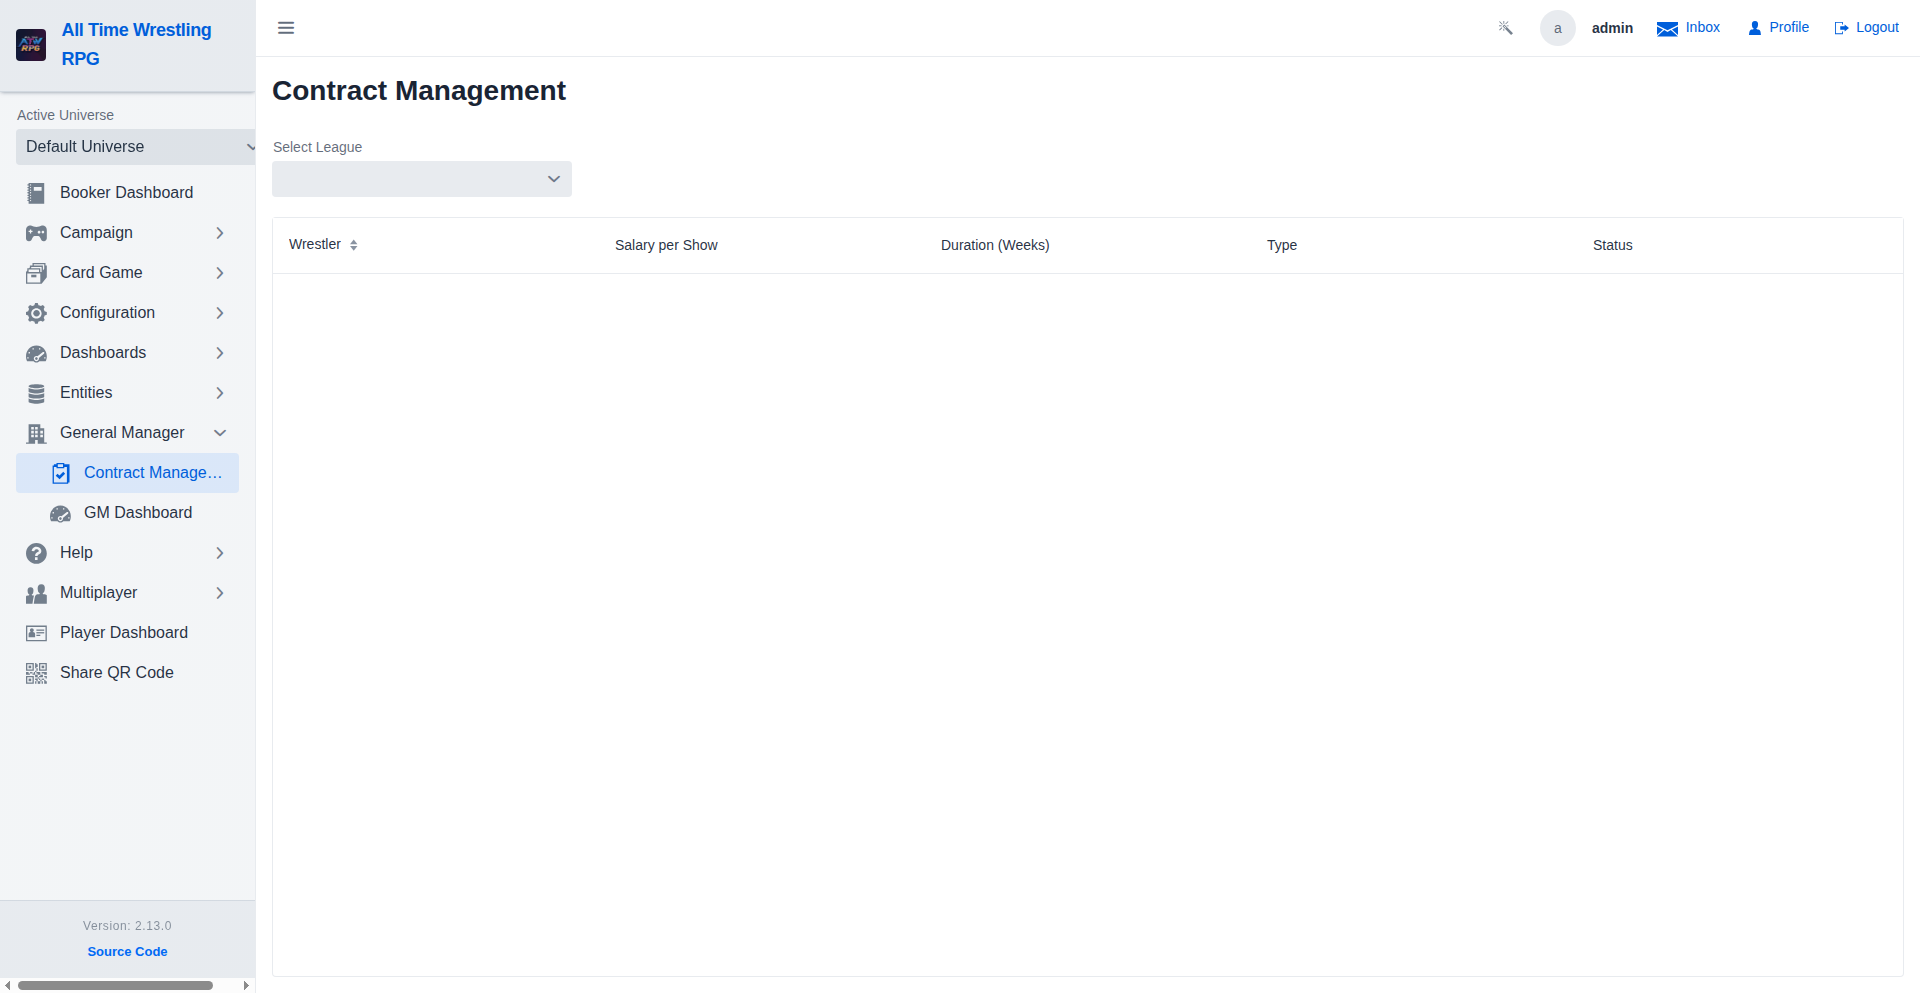 All Time Wrestling
RPG
Active Universe
Default Universe
Booker Dashboard
Campaign
Card Game
Configuration
Dashboards
Entities
General Manager
Contract Manage…
GM Dashboard
Help
Multiplayer
Player Dashboard
Share QR Code
Version: 2.13.0
Source Code
a admin Inbox Profile Logout
Contract Management
Select League
Wrestler Salary per Show Duration (Weeks) Type Status